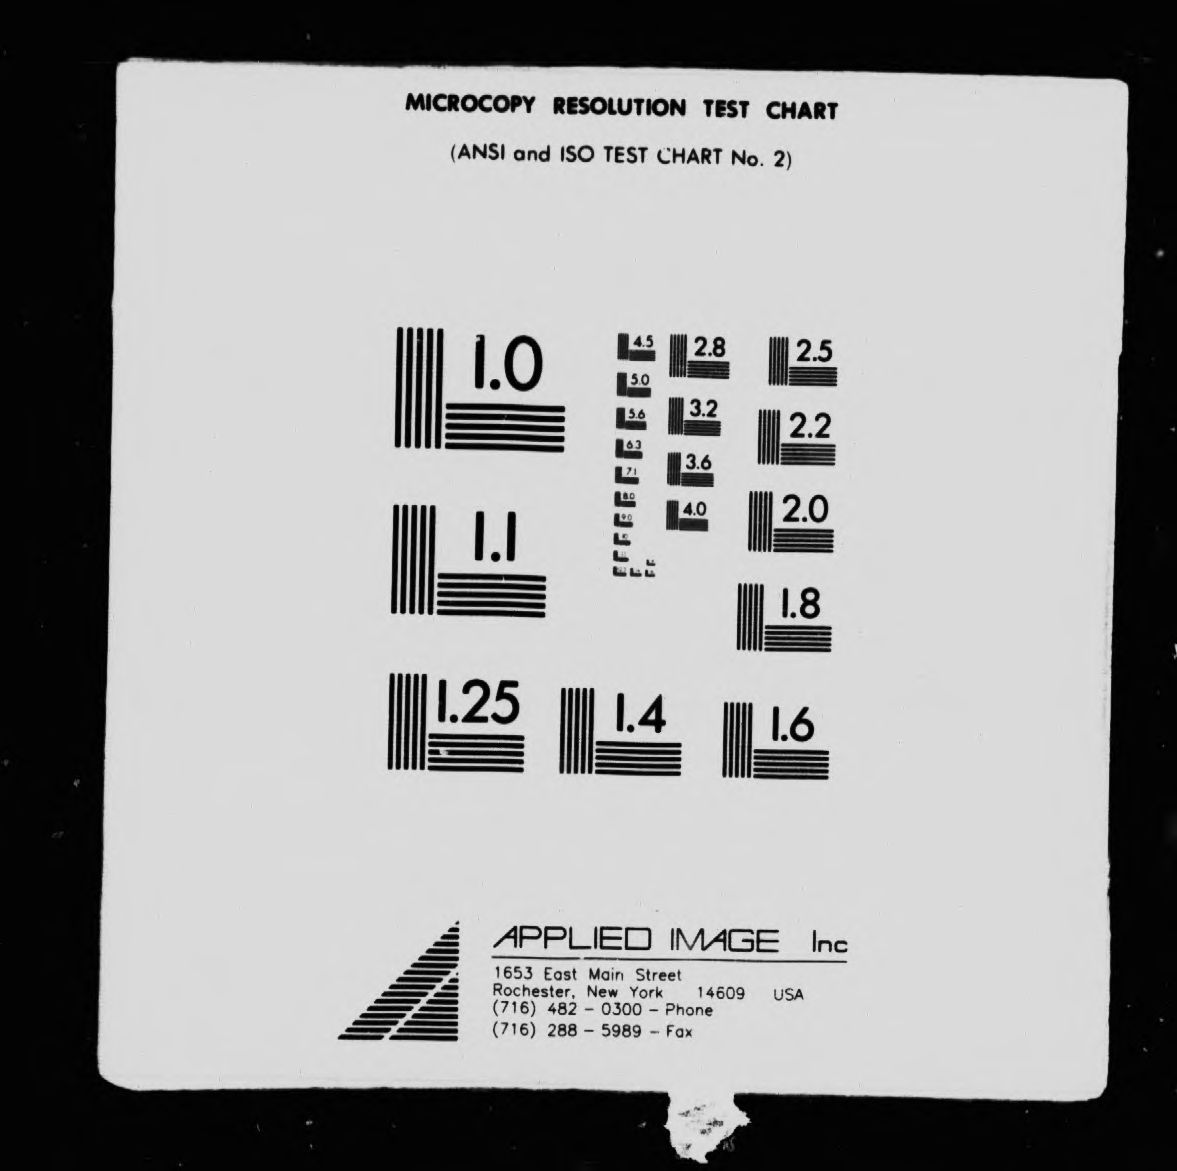 MICROCOPY RESOLUTION TEST CHART
(ANSI and ISO TEST CHART No. 2)
1.0
4.5
2.8
2.5
5.0
3.2
2.2
5.6
6.3
3.6
7.1
8.0
4.0
2.0
9.0
1.1
1.8
1.25
1.4
1.6
APPLIED IMAGE Inc
1653 East Main Street
Rochester, New York 14609 USA
(716) 482 - 0300 - Phone
(716) 288 - 5989 - Fax